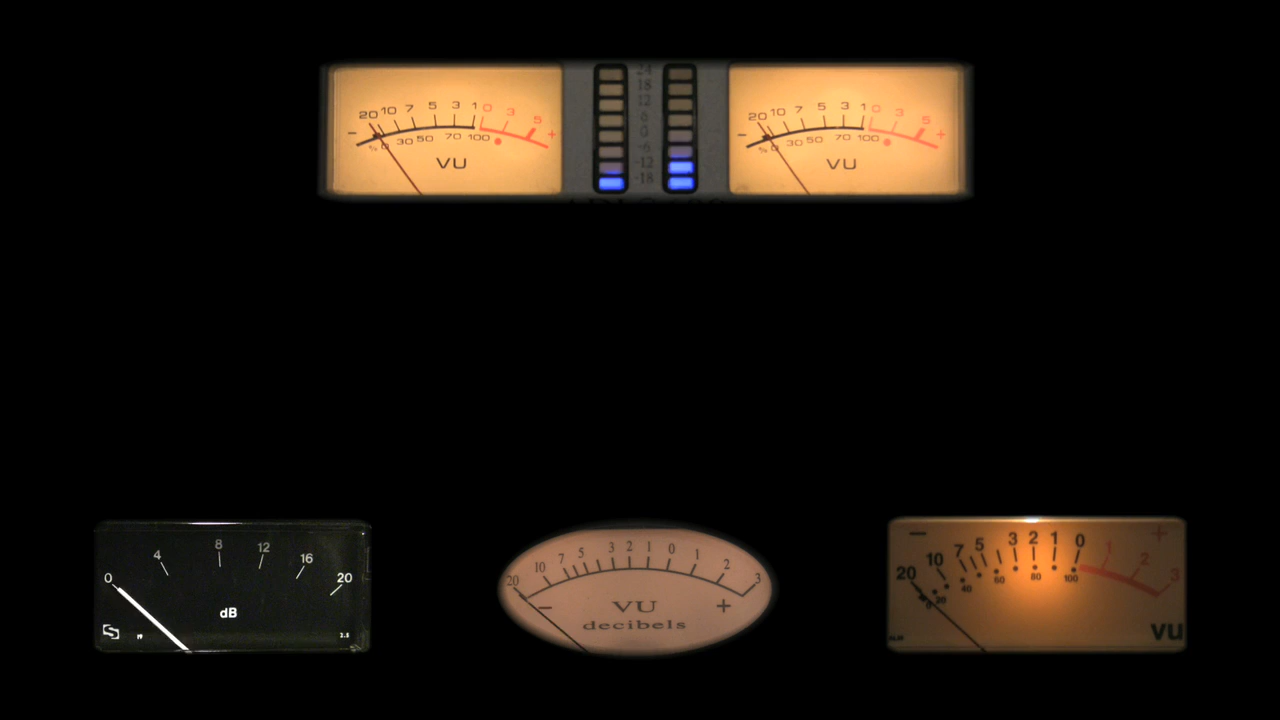 20 10 7 5 3 1 0 3 5
- +
% 0 30 50 70 100
VU
24
18
12
6
0
-6
-12
-18
20 10 7 5 3 1 0 3 5
- +
% 0 30 50 70 100
VU
0 4 8 12 16 20
dB
20 10 7 5 3 2 1 0 1 2 3
- +
VU
decibels
- +
20 10 7 5 3 2 1 0 1 2 3
0 20 40 60 80 100
VU